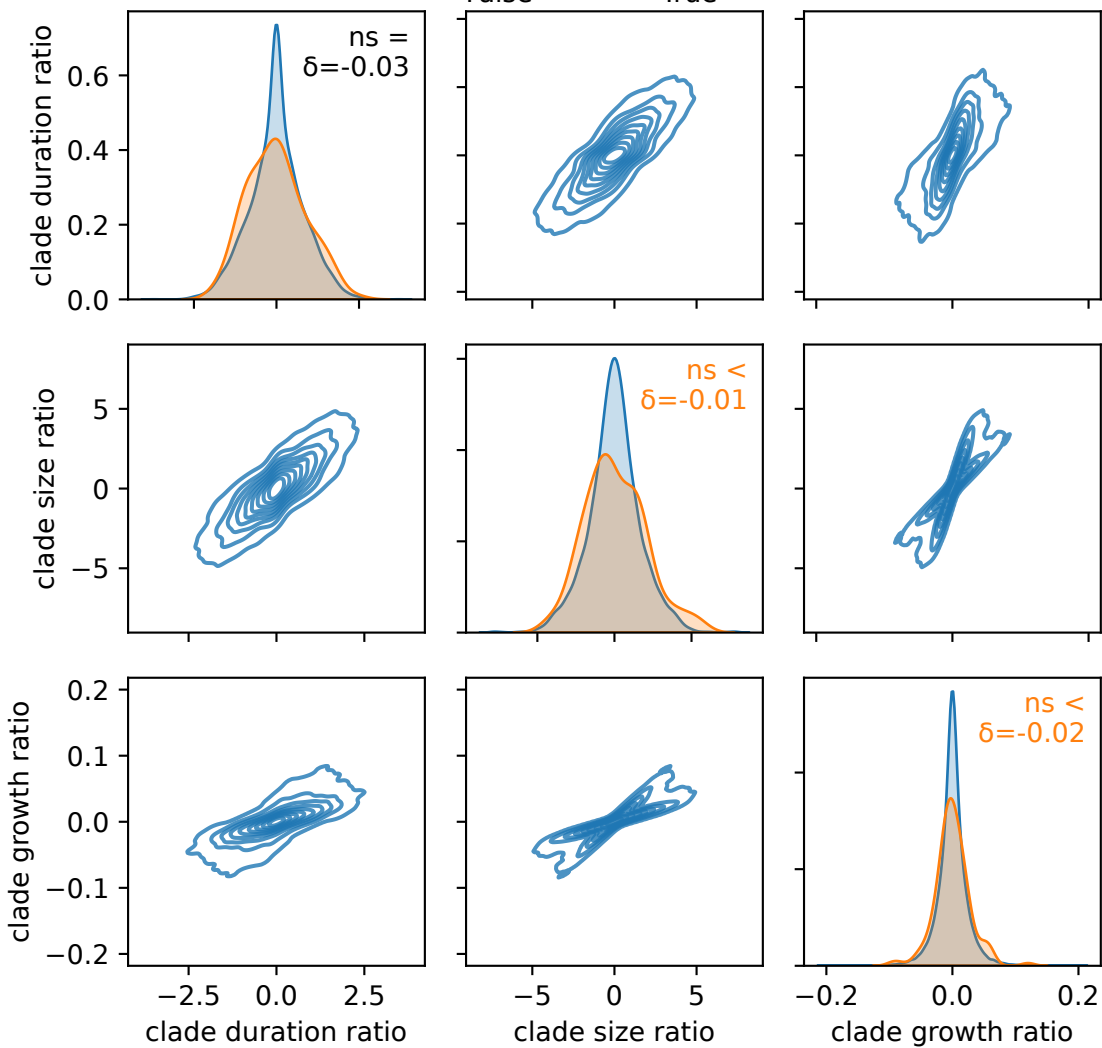 ns =
δ=-0.03
clade duration ratio
0.6
0.4
0.2
0.0
ns <
δ=-0.01
clade size ratio
5
0
−5
ns <
δ=-0.02
clade growth ratio
0.2
0.1
0.0
−0.1
−0.2
−2.5 0.0 2.5
−5 0 5
−0.2 0.0 0.2
clade duration ratio
clade size ratio
clade growth ratio